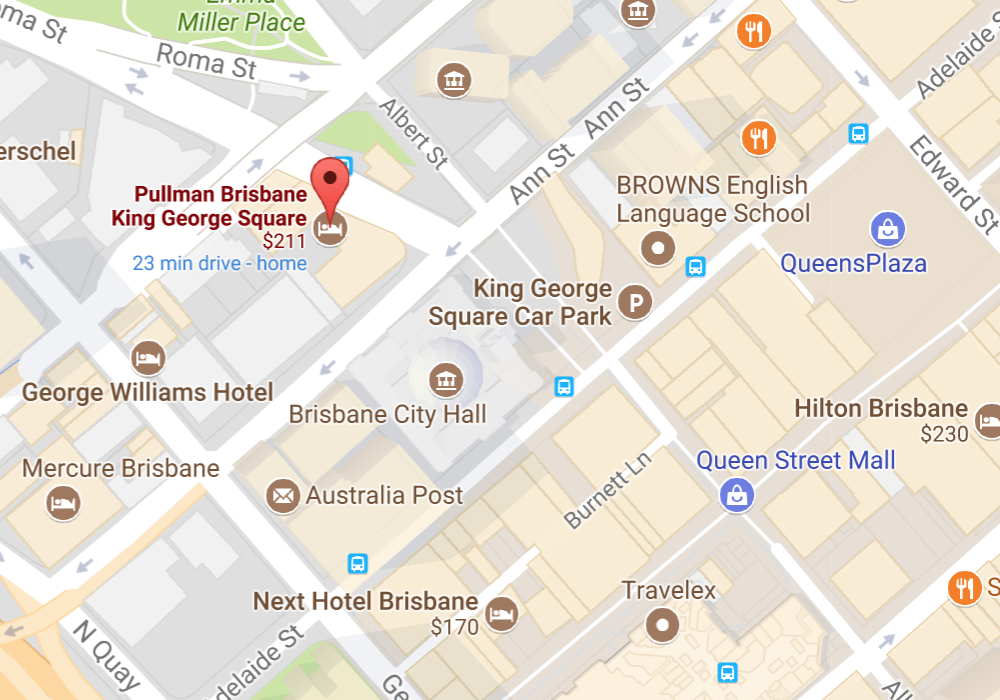 Emma
Miller Place
oma St
Roma St
Albert St
Ann St
Ann St
Adelaide S
Edward St
erschel
Pullman Brisbane
King George Square
$211
23 min drive - home
BROWNS English
Language School
QueensPlaza
King George
Square Car Park
P
George Williams Hotel
Brisbane City Hall
Hilton Brisbane
$230
Mercure Brisbane
Australia Post
Queen Street Mall
Burnett Ln
Next Hotel Brisbane
$170
Travelex
S
N Quay
delaide St
Ge